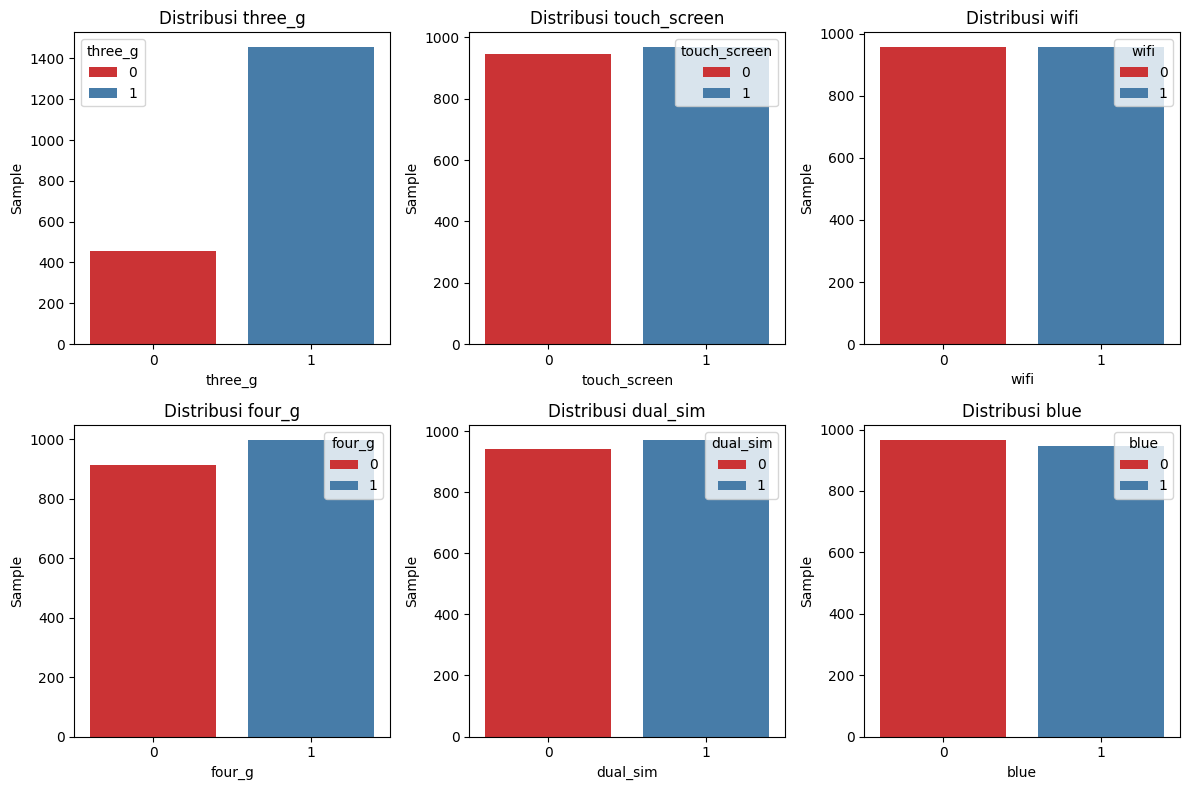 Distribusi three_g
three_g
0
1
1400
1200
1000
800
600
400
200
0
Sample
0 1
three_g
Distribusi touch_screen
touch_screen
0
1
1000
800
600
400
200
0
Sample
0 1
touch_screen
Distribusi wifi
wifi
0
1
1000
800
600
400
200
0
Sample
0 1
wifi
Distribusi four_g
four_g
0
1
1000
800
600
400
200
0
Sample
0 1
four_g
Distribusi dual_sim
dual_sim
0
1
1000
800
600
400
200
0
Sample
0 1
dual_sim
Distribusi blue
blue
0
1
1000
800
600
400
200
0
Sample
0 1
blue